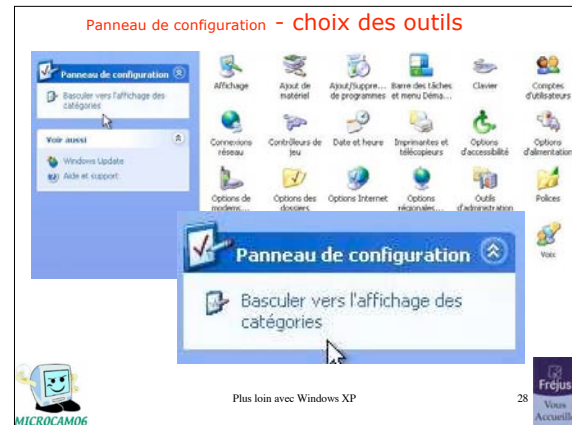 Panneau de configuration - choix des outils
Panneau de configuration
Basculer vers l'affichage des
catégories
Voir aussi
Windows Update
Aide et support
Affichage
Ajout de
matériel
Ajout/Suppre...
de programmes
Barre des tâches
et menu Déma...
Clavier
Comptes
d'utilisateurs
Connexions
réseau
Contrôleurs de
jeu
Date et heure
Imprimantes et
télécopieurs
Options
d'accessibilité
Options
d'alimentation
Options de
modems...
Options des
dossiers
Options Internet
Options
régionales...
Outils
d'administration
Polices
Voix
Panneau de configuration
Basculer vers l'affichage des
catégories
MICROCAM06
Plus loin avec Windows XP
28
Fréjus
Vous
Accueille